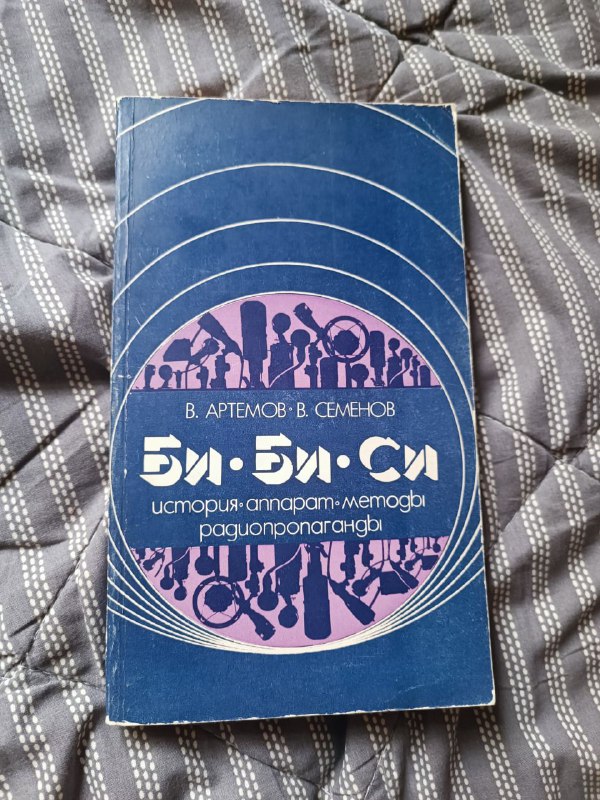 В. АРТЕМОВ · В. СЕМЕНОВ
Би · Би · Си
история · аппарат · методы
радиопропаганды